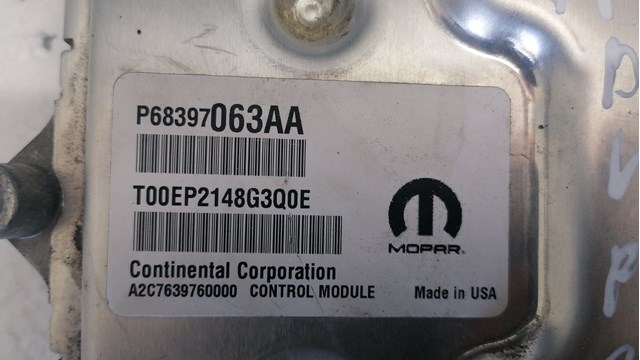 P68397063AA
T00EP2148G3Q0E
MOPAR
Continental Corporation
A2C7639760000 CONTROL MODULE Made in USA